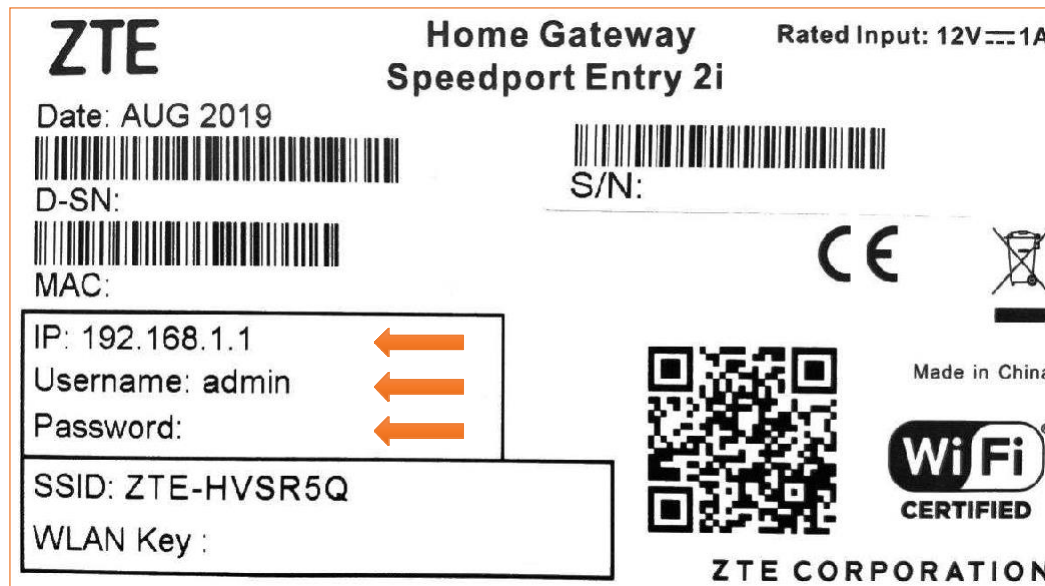 ZTE
Home Gateway
Speedport Entry 2i
Rated Input: 12V⎓1A
Date: AUG 2019
D-SN:
S/N:
MAC:
IP: 192.168.1.1
Username: admin
Password:
SSID: ZTE-HVSR5Q
WLAN Key :
CE
Made in China
WiFi
CERTIFIED
ZTE CORPORATION